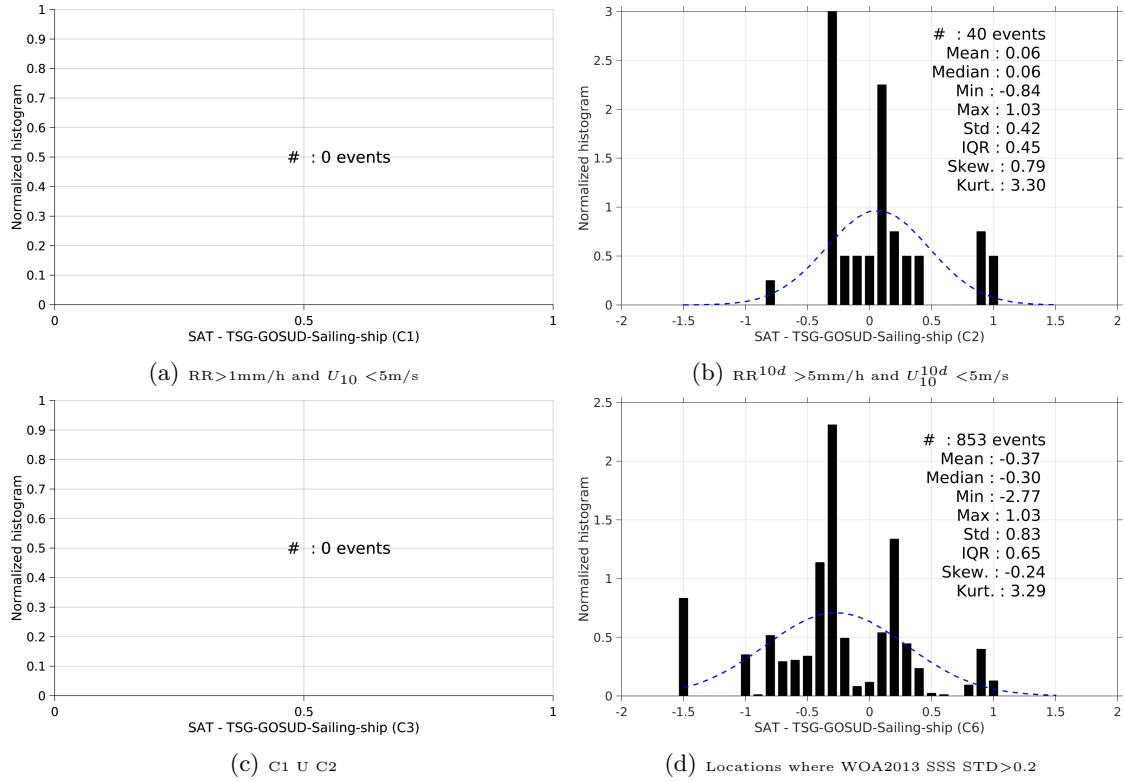 1
0.9
0.8
0.7
0.6
0.5
0.4
0.3
0.2
0.1
0
Normalized histogram
# : 0 events
0 0.5 1
SAT - TSG-GOSUD-Sailing-ship (C1)
(a) RR>1mm/h and U10 <5m/s
3
2.5
2
1.5
1
0.5
0
Normalized histogram
# : 40 events
Mean : 0.06
Median : 0.06
Min : -0.84
Max : 1.03
Std : 0.42
IQR : 0.45
Skew. : 0.79
Kurt. : 3.30
-2 -1.5 -1 -0.5 0 0.5 1 1.5 2
SAT - TSG-GOSUD-Sailing-ship (C2)
(b) RR10d >5mm/h and U10d10 <5m/s
1
0.9
0.8
0.7
0.6
0.5
0.4
0.3
0.2
0.1
0
Normalized histogram
# : 0 events
0 0.5 1
SAT - TSG-GOSUD-Sailing-ship (C3)
(c) C1 U C2
2.5
2
1.5
1
0.5
0
Normalized histogram
# : 853 events
Mean : -0.37
Median : -0.30
Min : -2.77
Max : 1.03
Std : 0.83
IQR : 0.65
Skew. : -0.24
Kurt. : 3.29
-2 -1.5 -1 -0.5 0 0.5 1 1.5 2
SAT - TSG-GOSUD-Sailing-ship (C6)
(d) Locations where WOA2013 SSS STD>0.2